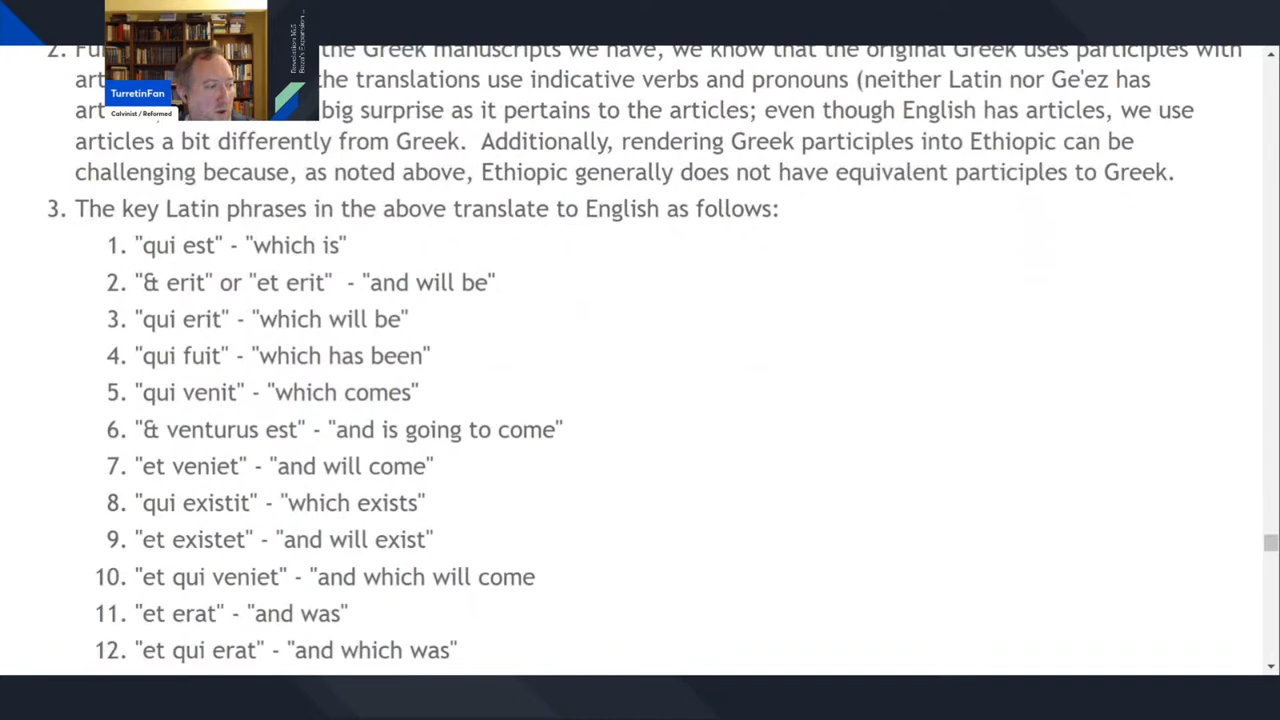 2. Fu the Greek manuscripts we have, we know that the original Greek uses participles with
art the translations use indicative verbs and pronouns (neither Latin nor Ge'ez has
art big surprise as it pertains to the articles; even though English has articles, we use
articles a bit differently from Greek. Additionally, rendering Greek participles into Ethiopic can be
challenging because, as noted above, Ethiopic generally does not have equivalent participles to Greek.
3. The key Latin phrases in the above translate to English as follows:
1. "qui est" - "which is"
2. "& erit" or "et erit" - "and will be"
3. "qui erit" - "which will be"
4. "qui fuit" - "which has been"
5. "qui venit" - "which comes"
6. "& venturus est" - "and is going to come"
7. "et veniet" - "and will come"
8. "qui existit" - "which exists"
9. "et existet" - "and will exist"
10. "et qui veniet" - "and which will come
11. "et erat" - "and was"
12. "et qui erat" - "and which was"
TurretinFan
Calvinist / Reformed
Revelation 16:5